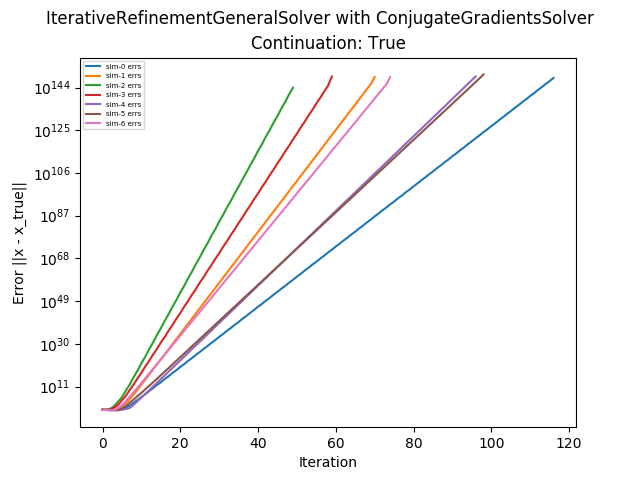 IterativeRefinementGeneralSolver with ConjugateGradientsSolver
Continuation: True
sim-0 errs
sim-1 errs
sim-2 errs
sim-3 errs
sim-4 errs
sim-5 errs
sim-6 errs
Error ||x - x_true||
10^144
10^125
10^106
10^87
10^68
10^49
10^30
10^11
0 20 40 60 80 100 120
Iteration